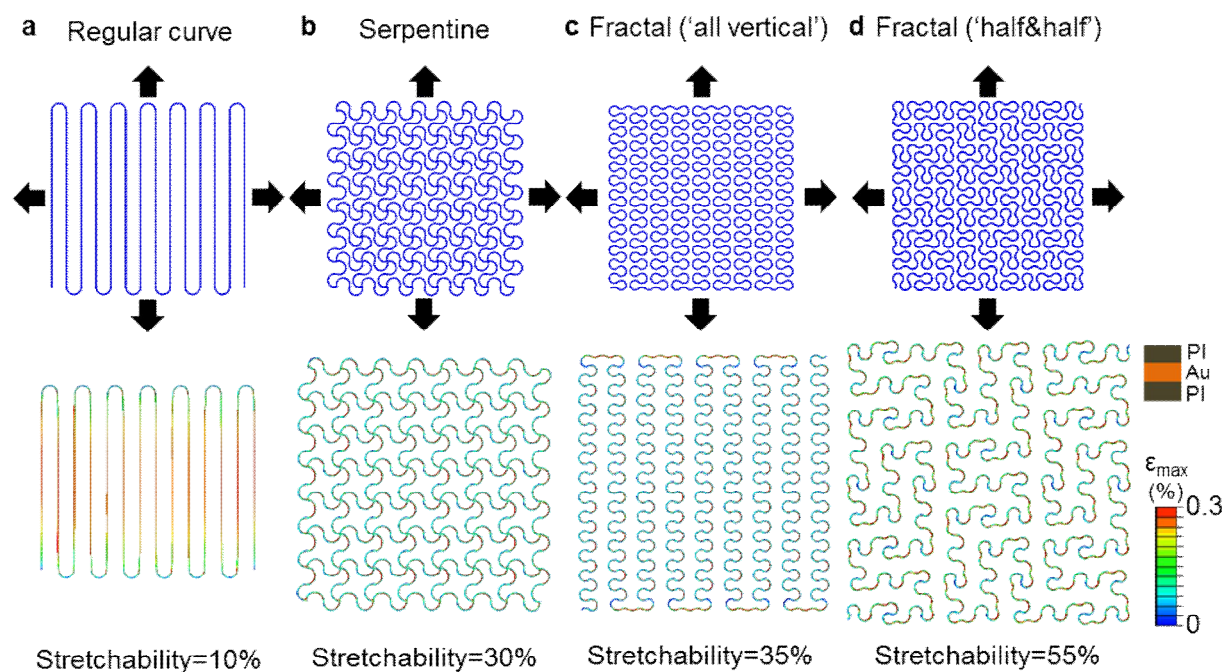 a Regular curve
b Serpentine
c Fractal ('all vertical')
d Fractal ('half&half')
PI
Au
PI
εmax
(%)
0.3
0
Stretchability=10%
Stretchability=30%
Stretchability=35%
Stretchability=55%